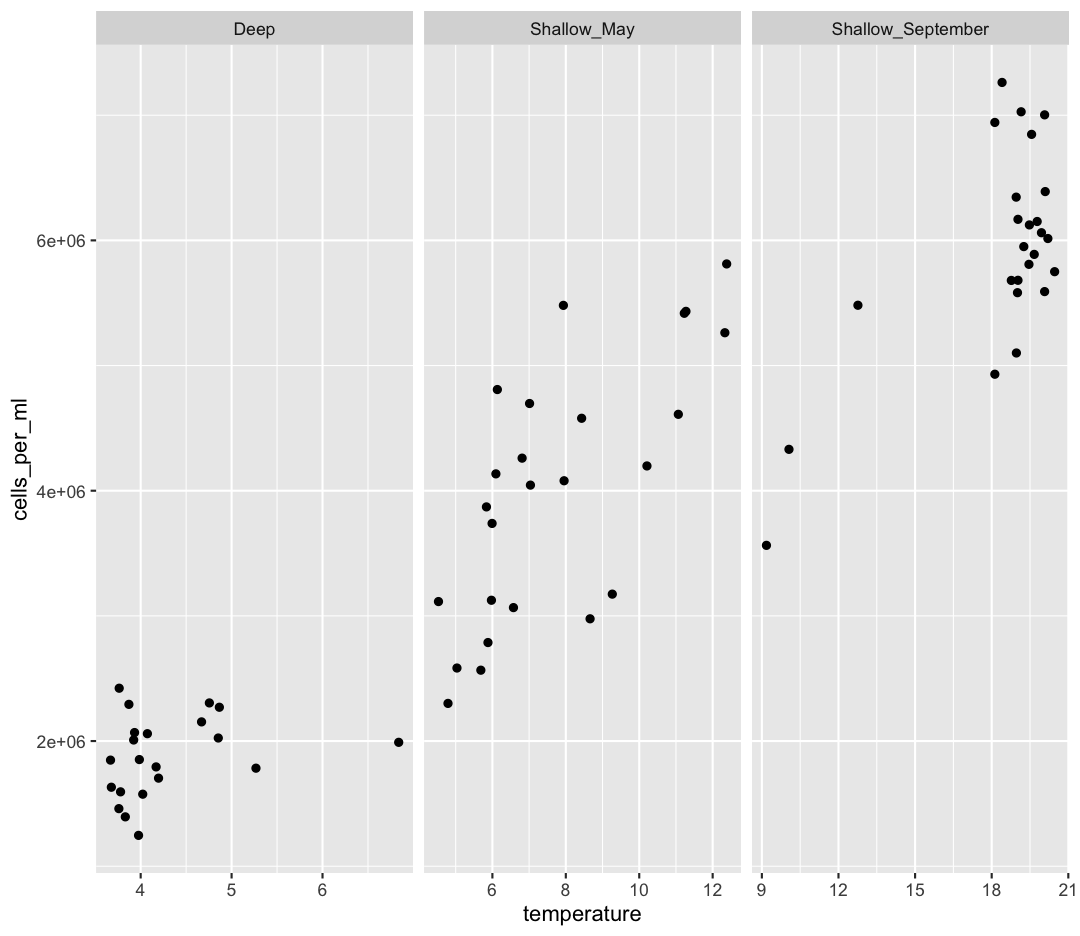 Deep Shallow_May Shallow_September
cells_per_ml
6e+06
4e+06
2e+06
4 5 6 6 8 10 12 9 12 15 18 21
temperature